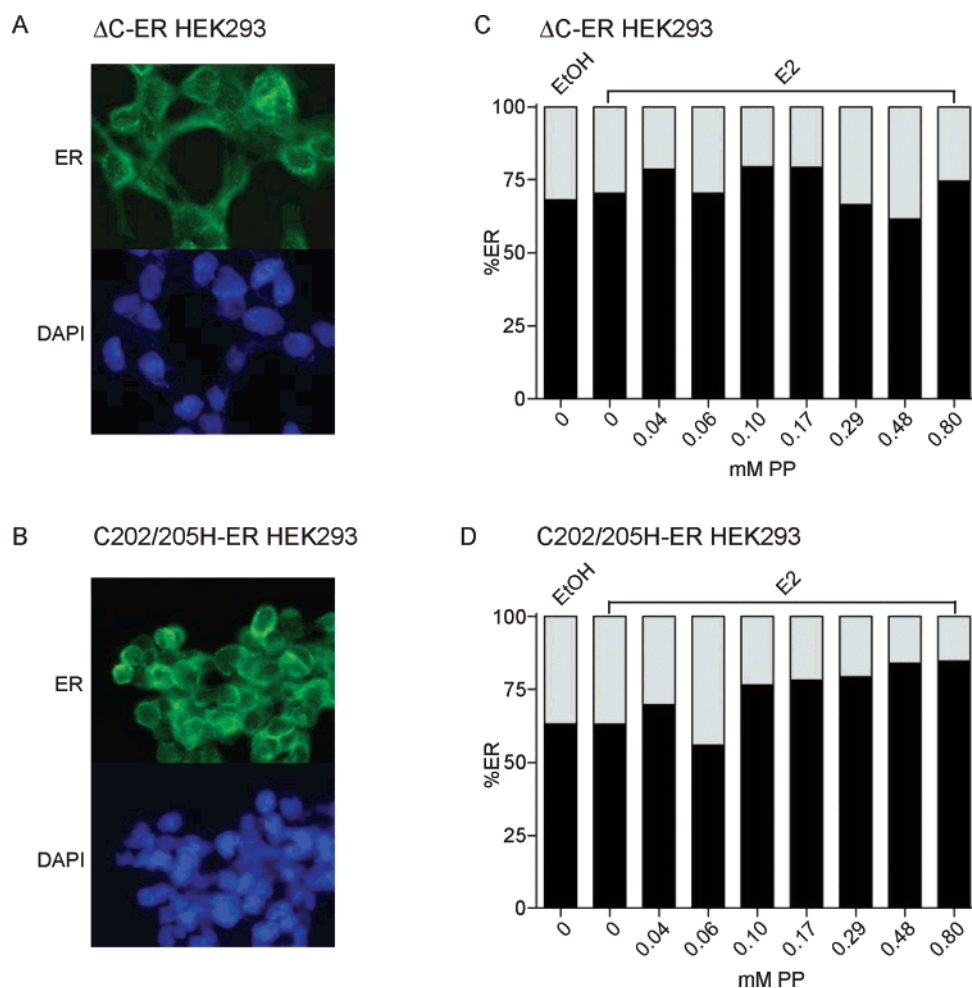 A ΔC-ER HEK293
ER
DAPI
B C202/205H-ER HEK293
ER
DAPI
C ΔC-ER HEK293
EtOH E2
100
75
50
25
0
%ER
0 0 0.04 0.06 0.10 0.17 0.29 0.48 0.80
mM PP
D C202/205H-ER HEK293
EtOH E2
100
75
50
25
0
%ER
0 0 0.04 0.06 0.10 0.17 0.29 0.48 0.80
mM PP